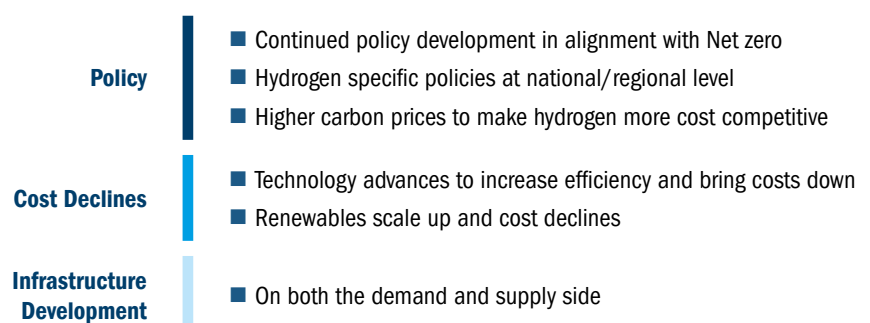 Policy
Continued policy development in alignment with Net zero
Hydrogen specific policies at national/regional level
Higher carbon prices to make hydrogen more cost competitive
Cost Declines
Technology advances to increase efficiency and bring costs down
Renewables scale up and cost declines
Infrastructure
Development
On both the demand and supply side